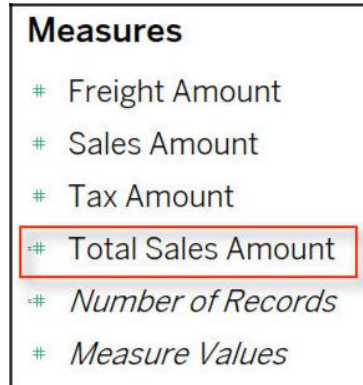 Measures
# Freight Amount
# Sales Amount
# Tax Amount
=# Total Sales Amount
=# Number of Records
# Measure Values